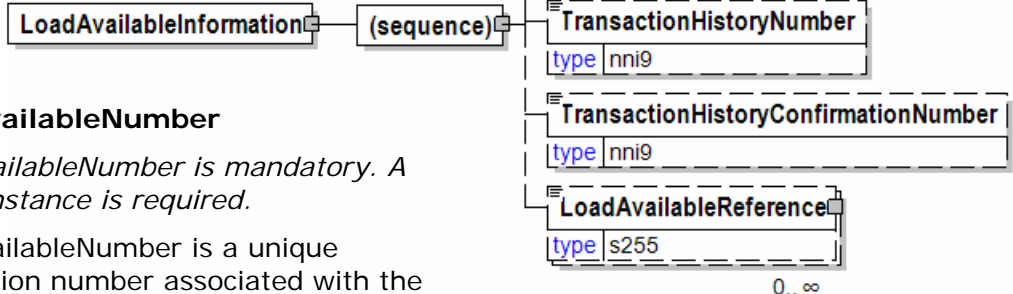 LoadAvailableInformation
(sequence)
TransactionHistoryNumber
type nni9
TransactionHistoryConfirmationNumber
type nni9
LoadAvailableReference
type s255
0..∞
vailableNumber
ailableNumber is mandatory. A
nstance is required.
ailableNumber is a unique
ion number associated with the